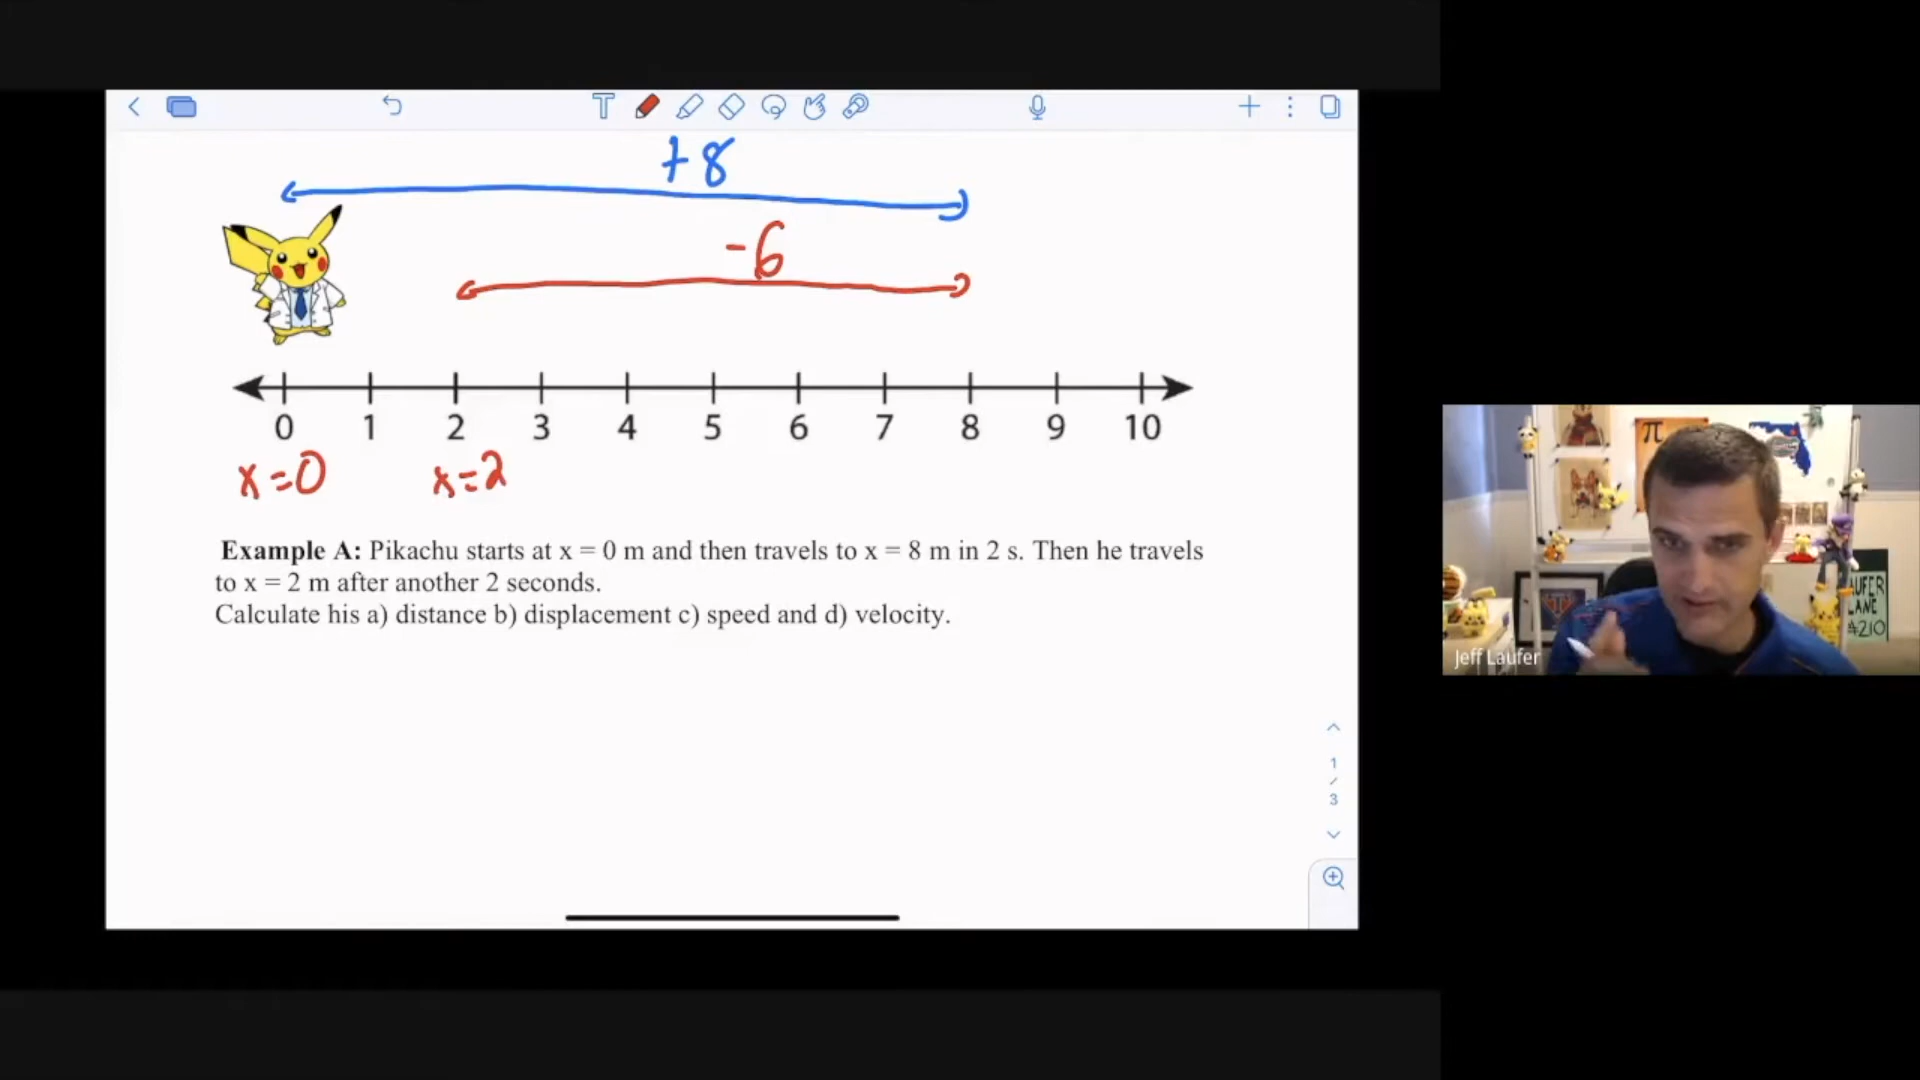 +8
-6
0 1 2 3 4 5 6 7 8 9 10
x=0 x=2
Example A: Pikachu starts at x = 0 m and then travels to x = 8 m in 2 s. Then he travels
to x = 2 m after another 2 seconds.
Calculate his a) distance b) displacement c) speed and d) velocity.
1
/
3
T
π
LANE
#210
Jeff Laufer